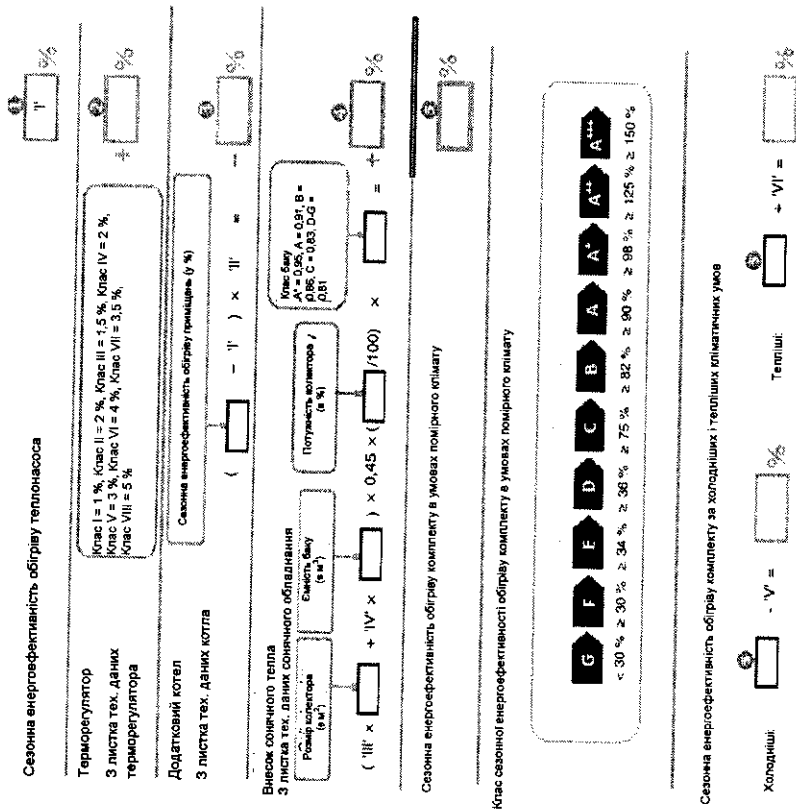 Сезонна енергоефективність обігріву теплонасоса
'I' %
Терморегулятор
З листка тех. даних
терморегулятора
Клас I = 1 %, Клас II = 2 %, Клас III = 1,5 %, Клас IV = 2 %,
Клас V = 3 %, Клас VI = 4 %, Клас VII = 3,5 %,
Клас VIII = 5 %
+ %
Додатковий котел
З листка тех. даних котла
Сезонна енергоефективність обігріву приміщень (у %)
( - 'I' ) × 'II' = - %
Внесок сонячного тепла
З листка тех. даних сонячного обладнання
Розмір колектора
(в м²)
Ємність баку
(в м³)
Потужність колектора /
(в %)
Клас баку
A* = 0,95, A = 0,91, B =
0,86, C = 0,83, D-G =
0,81
( 'III' × + 'IV' × ) × 0,45 × ( /100) × = + %
Сезонна енергоефективність обігріву комплекту в умовах помірного клімату
%
Клас сезонної енергоефективності обігріву комплекту в умовах помірного клімату
G F E D C B A A⁺ A⁺⁺ A⁺⁺⁺
< 30 % ≥ 30 % ≥ 34 % ≥ 36 % ≥ 75 % ≥ 82 % ≥ 90 % ≥ 98 % ≥ 125 % ≥ 150 %
Сезонна енергоефективність обігріву комплекту за холодніших і тепліших кліматичних умов
Холодніші: - 'V' = % Тепліші: + 'VI' = %